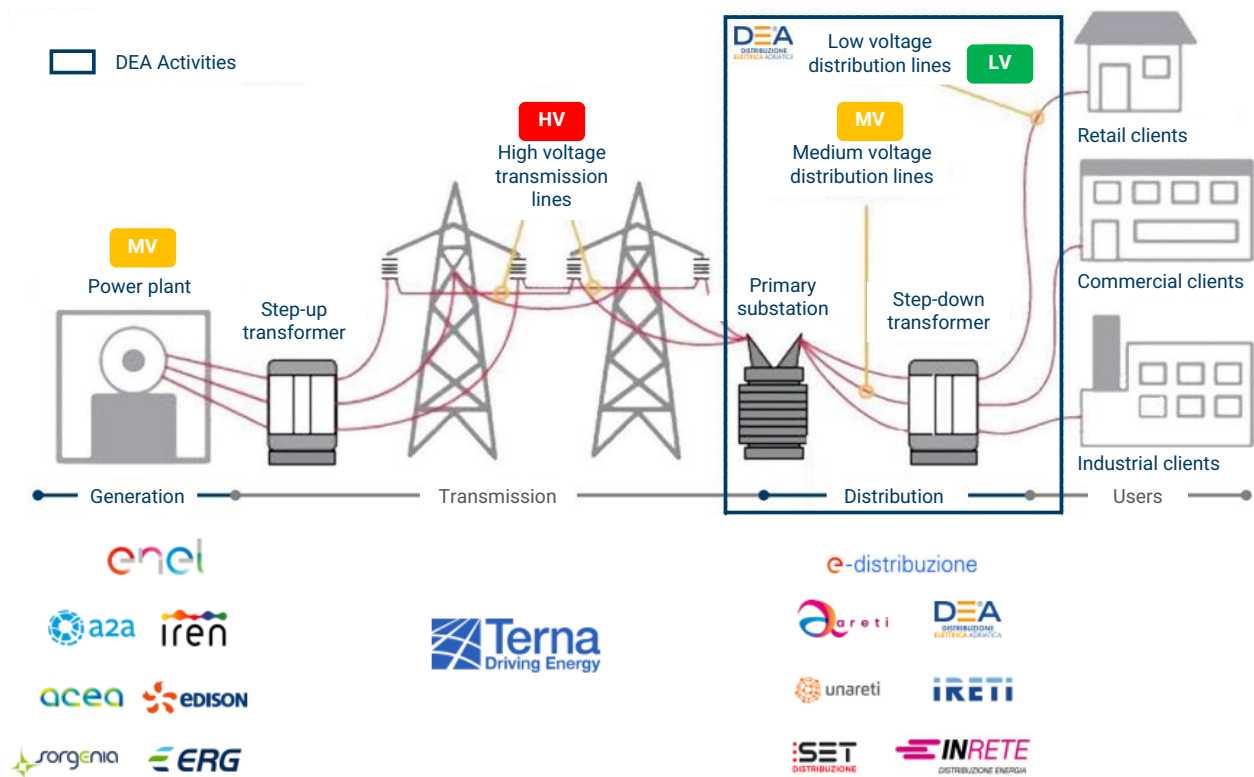 DEA Activities
DEA
DISTRIBUZIONE
ELETTRICA ADRIATICA
Low voltage
distribution lines
LV
HV
High voltage
transmission
lines
MV
Medium voltage
distribution lines
Retail clients
MV
Power plant
Step-up
transformer
Primary
substation
Step-down
transformer
Commercial clients
Industrial clients
Generation
Transmission
Distribution
Users
enel
e-distribuzione
a2a
iren
Terna
Driving Energy
areti
DEA
DISTRIBUZIONE
ELETTRICA ADRIATICA
acea
EDISON
unareti
IRETI
sorgenia
ERG
SET
DISTRIBUZIONE
INRETE
DISTRIBUZIONE ENERGIA